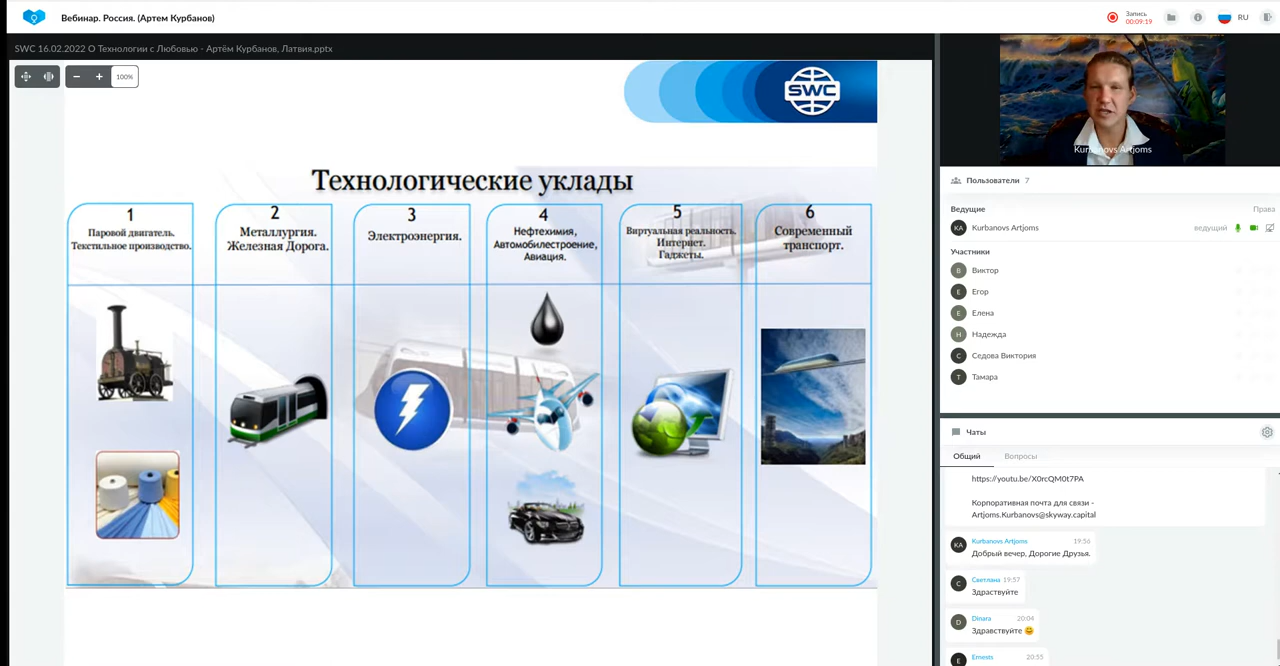 Вебинар. Россия. (Артем Курбанов)
Запись
00:09:19
RU
SWC 16.02.2022 О Технологии с Любовью - Артём Курбанов, Латвия.pptx
100%
SWC
Технологические уклады
1
Паровой двигатель.
Текстильное производство.
2
Металлургия.
Железная Дорога.
3
Электроэнергия.
4
Нефтехимия,
Автомобилестроение,
Авиация.
5
Виртуальная реальность.
Интернет.
Гаджеты.
6
Современный
транспорт.
Kurbanovs Artjoms
Пользователи 7
Ведущие
Права
KA
Kurbanovs Artjoms
ведущий
Участники
В
Виктор
Е
Егор
Е
Елена
Н
Надежда
С
Седова Виктория
Т
Тамара
Чаты
Общий
Вопросы
https://youtu.be/X0rcQM0t7PA
Корпоративная почта для связи -
Artjoms.Kurbanovs@skyway.capital
KA
Kurbanovs Artjoms 19:56
Добрый вечер, Дорогие Друзья.
С
Светлана 19:57
Здраствуйте
D
Dinara 20:04
Здравствуйте 😊
E
Ernests 20:55